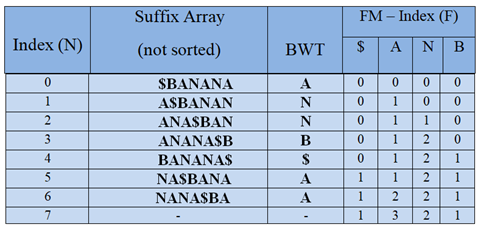 Index (N) Suffix Array (not sorted) BWT FM – Index (F)
$ A N B
0 $BANANA A 0 0 0 0
1 A$BANAN N 0 1 0 0
2 ANA$BAN N 0 1 1 0
3 ANANA$B B 0 1 2 0
4 BANANA$ $ 0 1 2 1
5 NA$BANA A 1 1 2 1
6 NANA$BA A 1 2 2 1
7 - - 1 3 2 1